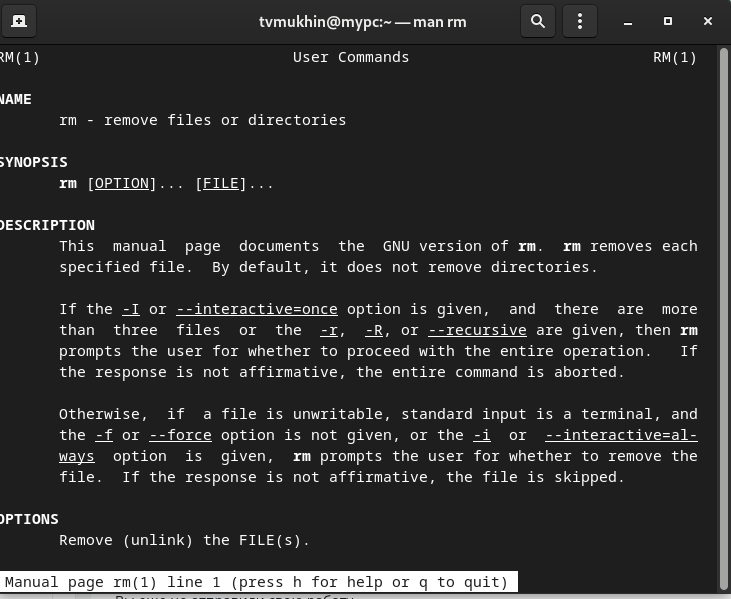 tvmukhin@mypc:~ — man rm
RM(1) User Commands RM(1)
NAME
rm - remove files or directories
SYNOPSIS
rm [OPTION]... [FILE]...
DESCRIPTION
This manual page documents the GNU version of rm. rm removes each
specified file. By default, it does not remove directories.
If the -I or --interactive=once option is given, and there are more
than three files or the -r, -R, or --recursive are given, then rm
prompts the user for whether to proceed with the entire operation. If
the response is not affirmative, the entire command is aborted.
Otherwise, if a file is unwritable, standard input is a terminal, and
the -f or --force option is not given, or the -i or --interactive=al-
ways option is given, rm prompts the user for whether to remove the
file. If the response is not affirmative, the file is skipped.
OPTIONS
Remove (unlink) the FILE(s).
Manual page rm(1) line 1 (press h for help or q to quit)